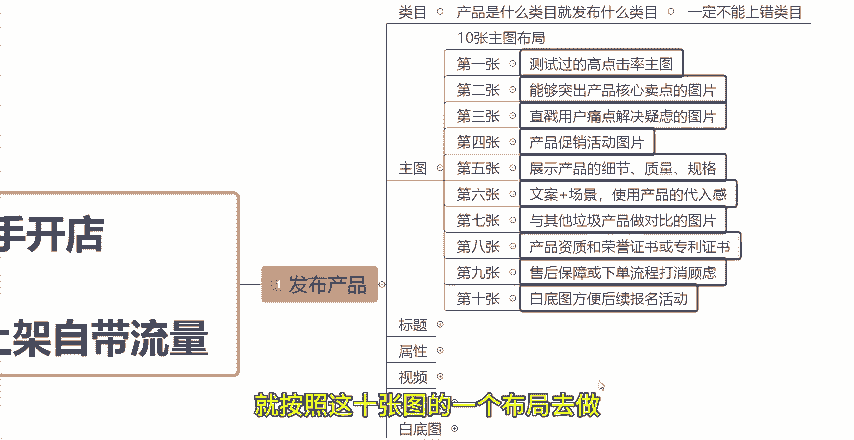 类目 产品是什么类目就发布什么类目 一定不能上错类目
10张主图布局
第一张 测试过的高点击率主图
第二张 能够突出产品核心卖点的图片
第三张 直戳用户痛点解决疑虑的图片
第四张 产品促销活动图片
主图 第五张 展示产品的细节、质量、规格
第六张 文案+场景，使用产品的代入感
第七张 与其他垃圾产品做对比的图片
第八张 产品资质和荣誉证书或专利证书
第九张 售后保障或下单流程打消顾虑
第十张 白底图方便后续报名活动
手开店
上架自带流量
1 发布产品
标题
属性
视频
就按照这十张图的一个布局去做
白底图